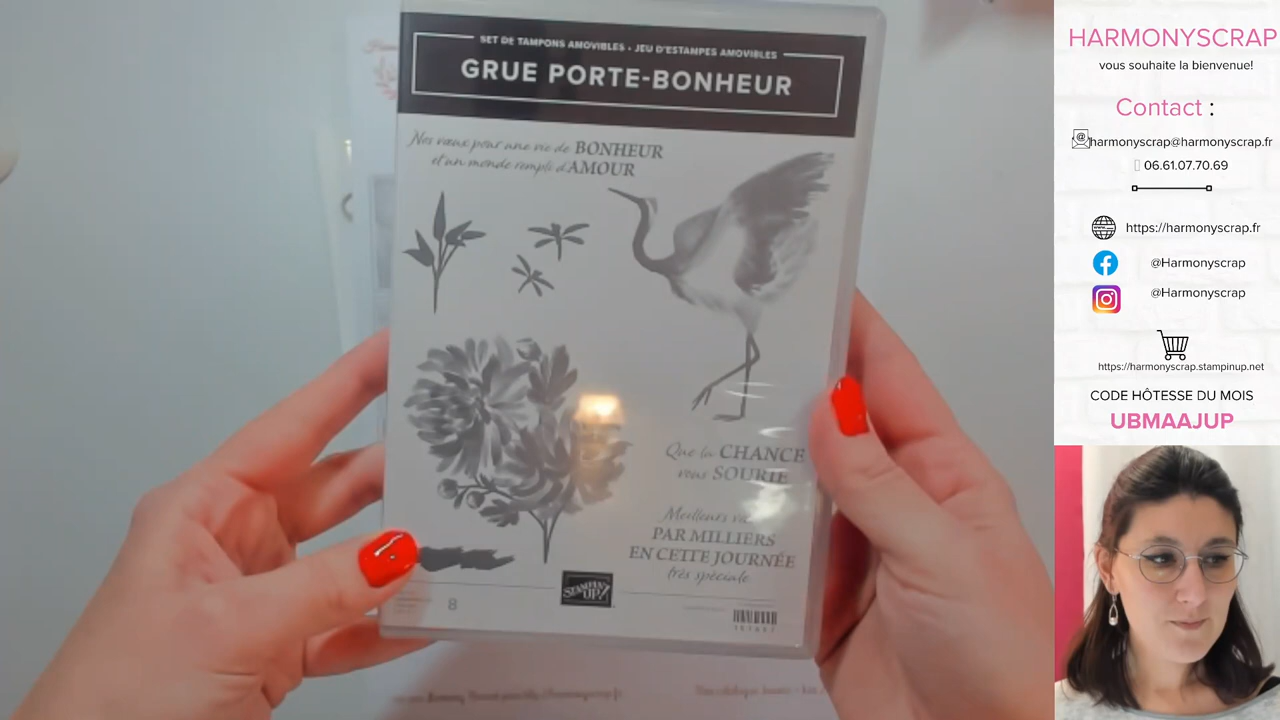 SET DE TAMPONS AMOVIBLES • JEU D'ESTAMPES AMOVIBLES
GRUE PORTE-BONHEUR
Nos vœux pour une vie de BONHEUR
et un monde rempli d'AMOUR
Que la CHANCE
vous SOURIE
Meilleurs
PAR MILLIERS
EN CETTE JOURNÉE
très spéciale
8
STAMPIN' UP!
HARMONYSCRAP
vous souhaite la bienvenue!
Contact :
harmonyscrap@harmonyscrap.fr
06.61.07.70.69
https://harmonyscrap.fr
@Harmonyscrap
@Harmonyscrap
https://harmonyscrap.stampinup.net
CODE HÔTESSE DU MOIS
UBMAAJUP